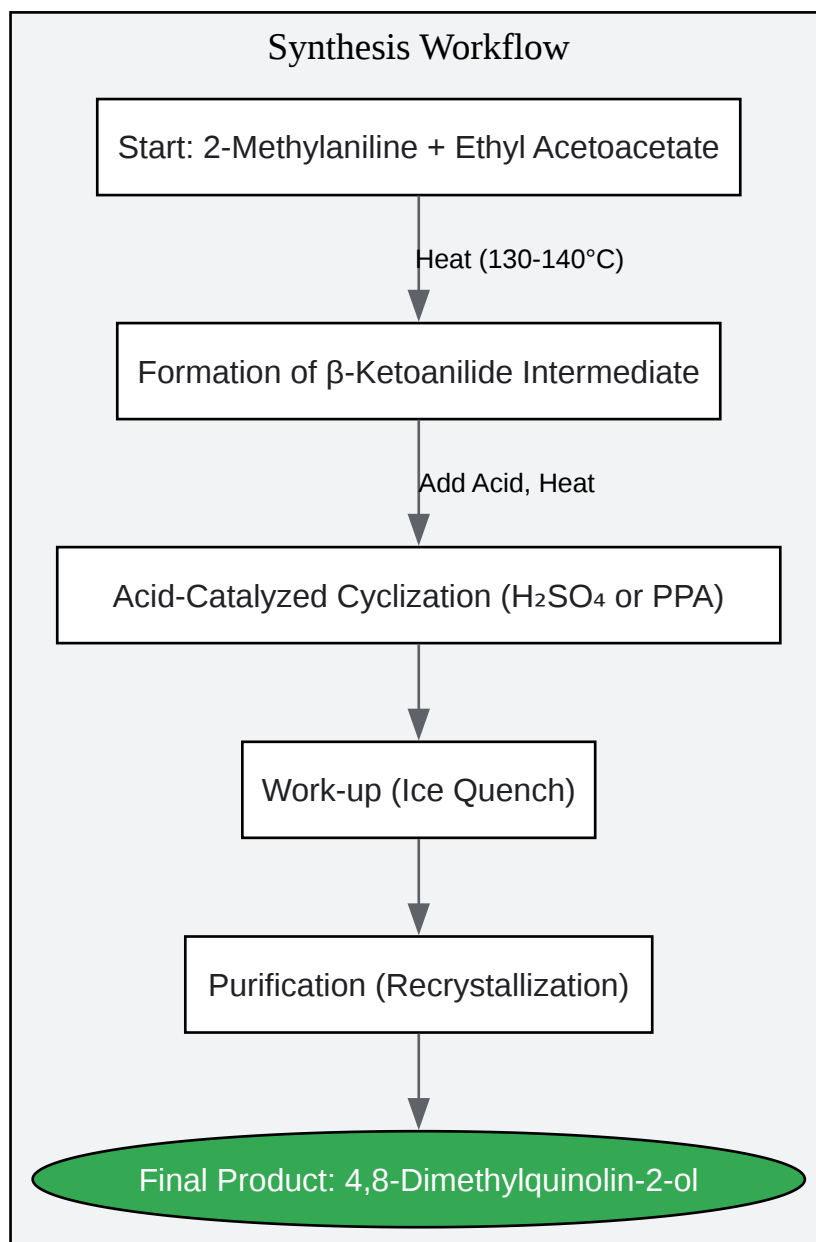 Synthesis Workflow
Start: 2-Methylaniline + Ethyl Acetoacetate
Heat (130-140°C)
Formation of β-Ketoanilide Intermediate
Add Acid, Heat
Acid-Catalyzed Cyclization (H₂SO₄ or PPA)
Work-up (Ice Quench)
Purification (Recrystallization)
Final Product: 4,8-Dimethylquinolin-2-ol